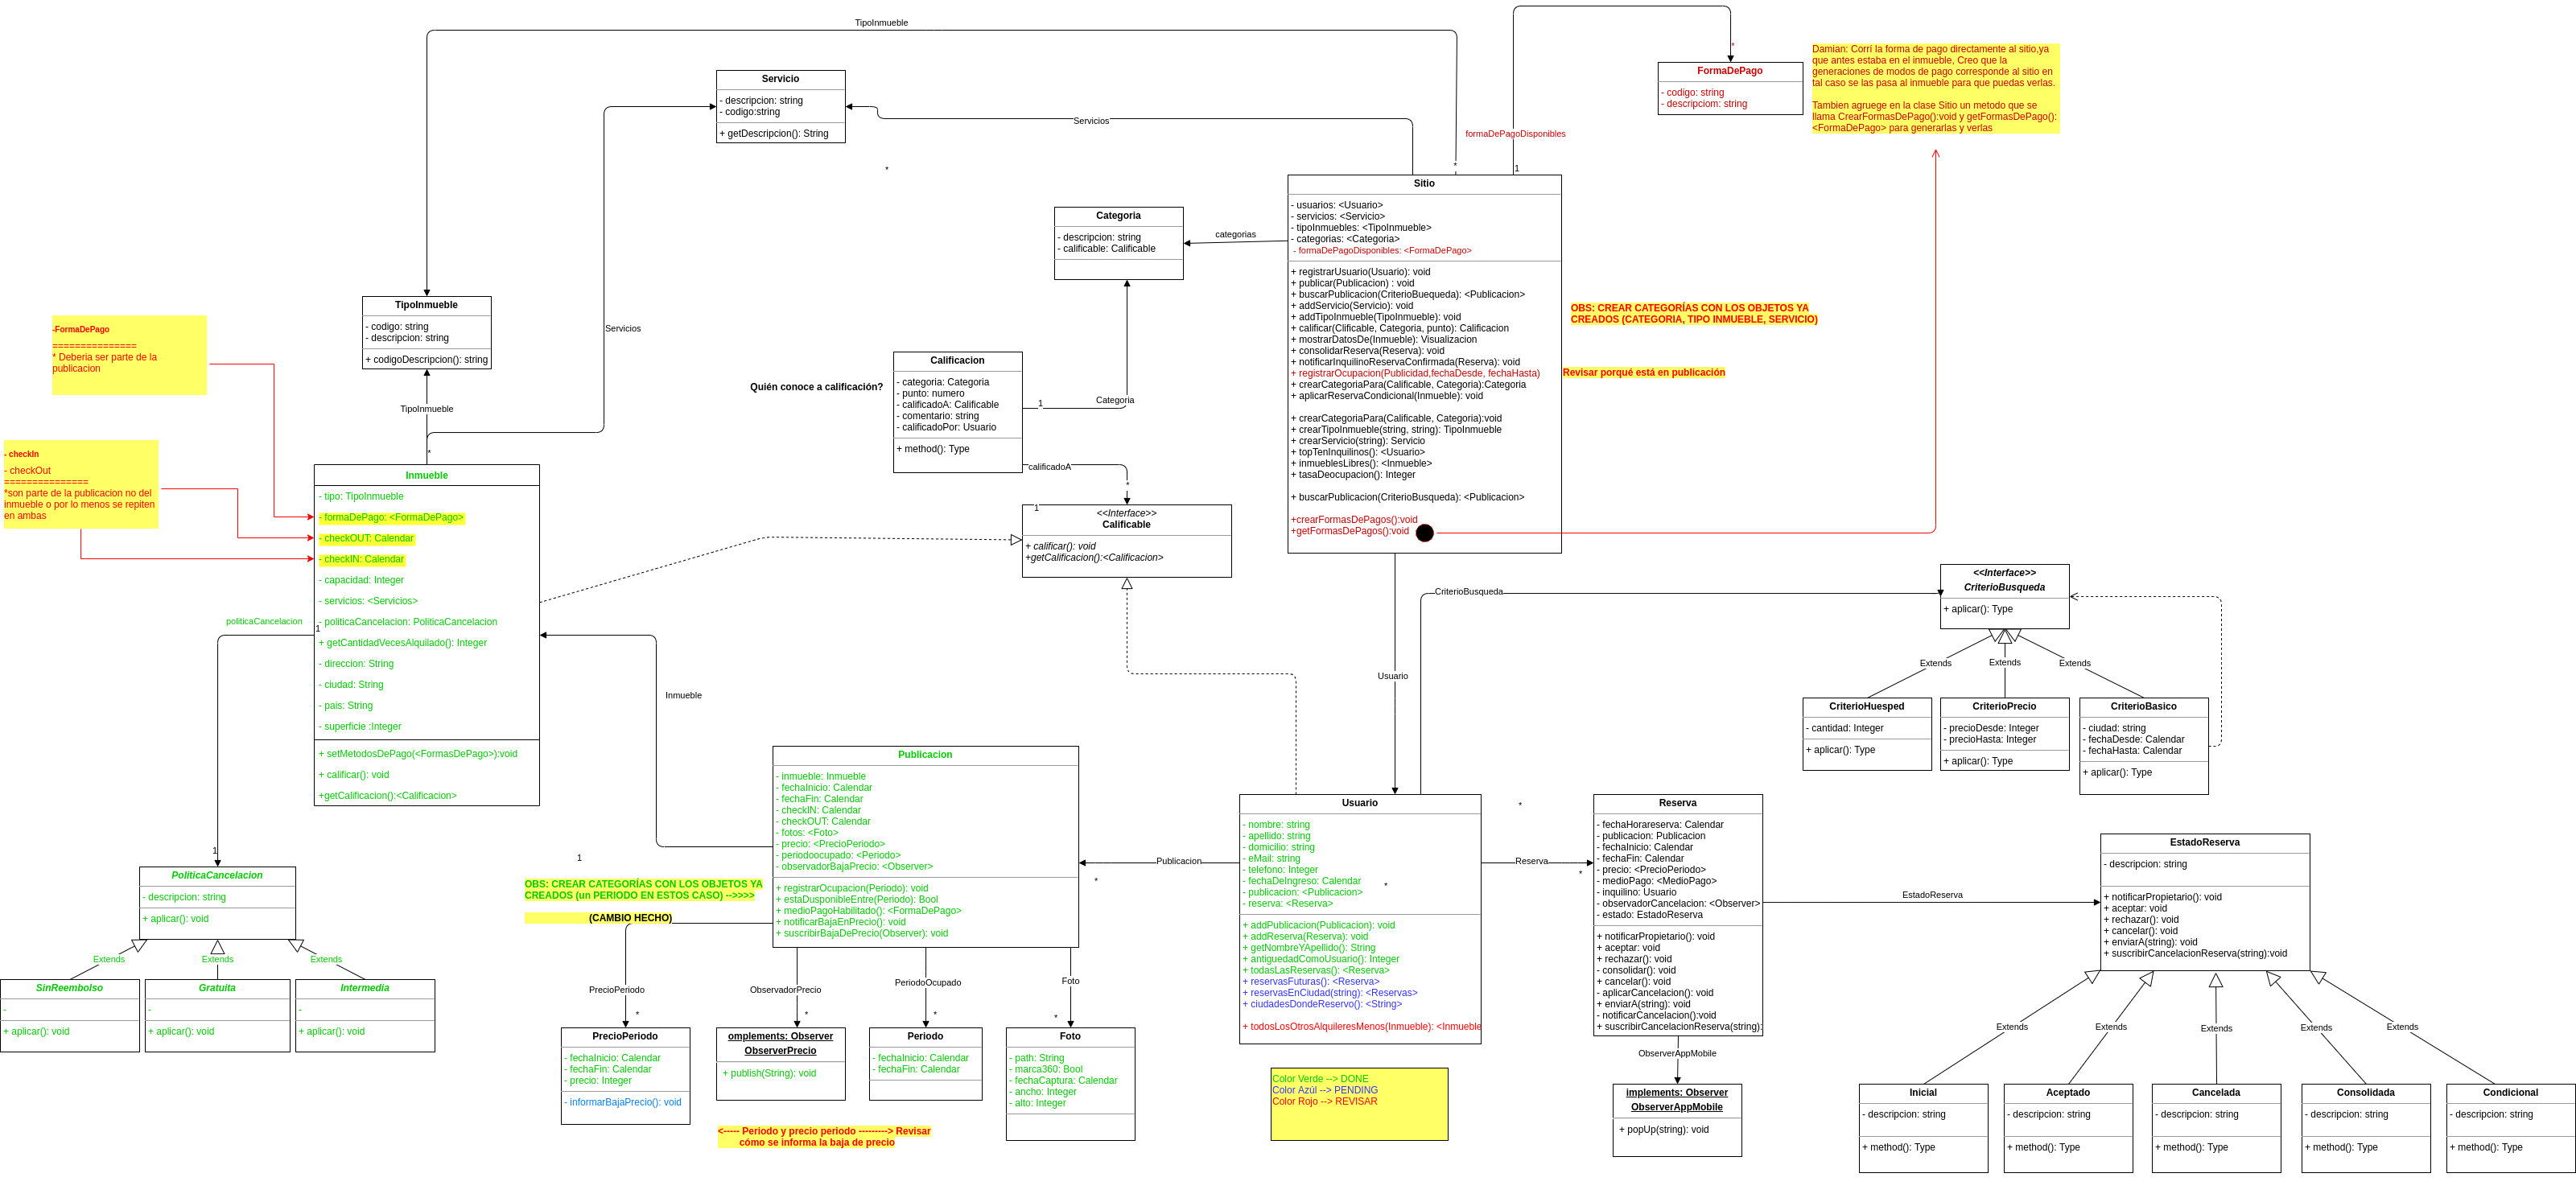 TipoInmueble
*
FormaDePago
- codigo: string
- descripciom: string
Damian: Corrí la forma de pago directamente al sitio,ya
que antes estaba en el inmueble, Creo que la
generaciones de modos de pago corresponde al sitio en
tal caso se las pasa al inmueble para que puedas verlas.
Tambien agruege en la clase Sitio un metodo que se
llama CrearFormasDePago():void y getFormasDePago():
<FormaDePago> para generarlas y verlas
Servicio
- descripcion: string
- codigo:string
+ getDescripcion(): String
Servicios
formaDePagoDisponibles
*
*
1
Sitio
- usuarios: <Usuario>
- servicios: <Servicio>
- tipoInmuebles: <TipoInmueble>
- categorias: <Categoria>
- formaDePagoDisponibles: <FormaDePago>
+ registrarUsuario(Usuario): void
+ publicar(Publicacion) : void
+ buscarPublicacion(CriterioBuequeda): <Publicacion>
+ addServicio(Servicio): void
+ addTipoInmueble(TipoInmueble): void
+ calificar(Clificable, Categoria, punto): Calificacion
+ mostrarDatosDe(Inmueble): Visualizacion
+ consolidarReserva(Reserva): void
+ notificarInquilinoReservaConfirmada(Reserva): void
+ registrarOcupacion(Publicidad,fechaDesde, fechaHasta)
+ crearCategoriaPara(Calificable, Categoria):Categoria
+ aplicarReservaCondicional(Inmueble): void
+ crearCategoriaPara(Calificable, Categoria):void
+ crearTipoInmueble(string, string): TipoInmueble
+ crearServicio(string): Servicio
+ topTenInquilinos(): <Usuario>
+ inmueblesLibres(): <Inmueble>
+ tasaDeocupacion(): Integer
+ buscarPublicacion(CriterioBusqueda): <Publicacion>
+crearFormasDePagos():void
+getFormasDePagos():void
OBS: CREAR CATEGORÍAS CON LOS OBJETOS YA
CREADOS (CATEGORIA, TIPO INMUEBLE, SERVICIO)
Revisar porqué está en publicación
Categoria
- descripcion: string
- calificable: Calificable
categorias
TipoInmueble
- codigo: string
- descripcion: string
+ codigoDescripcion(): string
Servicios
TipoInmueble
*
-FormaDePago
===============
* Deberia ser parte de la
publicacion
- checkIn
- checkOut
===============
*son parte de la publicacion no del
inmueble o por lo menos se repiten
en ambas
Quién conoce a calificación?
Calificacion
- categoria: Categoria
- punto: numero
- calificadoA: Calificable
- comentario: string
- calificadoPor: Usuario
+ method(): Type
1
Categoria
calificadoA
*
1
<<Interface>>
Calificable
+ calificar(): void
+getCalificacion():<Calificacion>
Inmueble
- tipo: TipoInmueble
- formaDePago: <FormaDePago>
- checkOUT: Calendar
- checkIN: Calendar
- capacidad: Integer
- servicios: <Servicios>
- politicaCancelacion: PoliticaCancelacion
+ getCantidadVecesAlquilado(): Integer
- direccion: String
- ciudad: String
- pais: String
- superficie :Integer
+ setMetodosDePago(<FormasDePago>):void
+ calificar(): void
+getCalificacion():<Calificacion>
politicaCancelacion
1
1
PoliticaCancelacion
- descripcion: string
+ aplicar(): void
Extends
Extends
Extends
SinReembolso
-
+ aplicar(): void
Gratuita
-
+ aplicar(): void
Intermedia
-
+ aplicar(): void
Inmueble
1
Publicacion
- inmueble: Inmueble
- fechaInicio: Calendar
- fechaFin: Calendar
- checkIN: Calendar
- checkOUT: Calendar
- fotos: <Foto>
- precio: <PrecioPeriodo>
- periodoocupado: <Periodo>
- observadorBajaPrecio: <Observer>
+ registrarOcupacion(Periodo): void
+ estaDusponibleEntre(Periodo): Bool
+ medioPagoHabilitado(): <FormaDePago>
+ notificarBajaEnPrecio(): void
+ suscribirBajaDePrecio(Observer): void
OBS: CREAR CATEGORÍAS CON LOS OBJETOS YA
CREADOS (un PERIODO EN ESTOS CASO) -->>>>
(CAMBIO HECHO)
PrecioPeriodo
*
ObservadorPrecio
*
PeriodoOcupado
*
Foto
*
PrecioPeriodo
- fechaInicio: Calendar
- fechaFin: Calendar
- precio: Integer
- informarBajaPrecio(): void
omplements: Observer
ObserverPrecio
+ publish(String): void
Periodo
- fechaInicio: Calendar
- fechaFin: Calendar
Foto
- path: String
- marca360: Bool
- fechaCaptura: Calendar
- ancho: Integer
- alto: Integer
<----- Periodo y precio periodo ---------> Revisar
cómo se informa la baja de precio
Publicacion
*
Usuario
CriterioBusqueda
Usuario
- nombre: string
- apellido: string
- domicilio: string
- eMail: string
- telefono: Integer
- fechaDeIngreso: Calendar
- publicacion: <Publicacion>
- reserva: <Reserva>
*
+ addPublicacion(Publicacion): void
+ addReserva(Reserva): void
+ getNombreYApellido(): String
+ antiguedadComoUsuario(): Integer
+ todasLasReservas(): <Reserva>
+ reservasFuturas(): <Reserva>
+ reservasEnCiudad(string): <Reservas>
+ ciudadesDondeReservo(): <String>
+ todosLosOtrosAlquileresMenos(Inmueble): <Inmueble
Color Verde --> DONE
Color Azúl --> PENDING
Color Rojo --> REVISAR
*
Reserva
*
Reserva
- fechaHorareserva: Calendar
- publicacion: Publicacion
- fechaInicio: Calendar
- fechaFin: Calendar
- precio: <PrecioPeriodo>
- medioPago: <MedioPago>
- inquilino: Usuario
- observadorCancelacion: <Observer>
- estado: EstadoReserva
+ notificarPropietario(): void
+ aceptar: void
+ rechazar(): void
- consolidar(): void
+ cancelar(): void
- aplicarCancelacion(): void
+ enviarA(string): void
- notificarCancelacion():void
+ suscribirCancelacionReserva(string):
ObserverAppMobile
implements: Observer
ObserverAppMobile
+ popUp(string): void
<<Interface>>
CriterioBusqueda
+ aplicar(): Type
Extends
Extends
Extends
CriterioHuesped
- cantidad: Integer
+ aplicar(): Type
CriterioPrecio
- precioDesde: Integer
- precioHasta: Integer
+ aplicar(): Type
CriterioBasico
- ciudad: string
- fechaDesde: Calendar
- fechaHasta: Calendar
+ aplicar(): Type
EstadoReserva
EstadoReserva
- descripcion: string
+ notificarPropietario(): void
+ aceptar: void
+ rechazar(): void
+ cancelar(): void
+ enviarA(string): void
+ suscribirCancelacionReserva(string):void
Extends
Extends
Extends
Extends
Extends
Inicial
- descripcion: string
+ method(): Type
Aceptado
- descripcion: string
+ method(): Type
Cancelada
- descripcion: string
+ method(): Type
Consolidada
- descripcion: string
+ method(): Type
Condicional
- descripcion: string
+ method(): Type